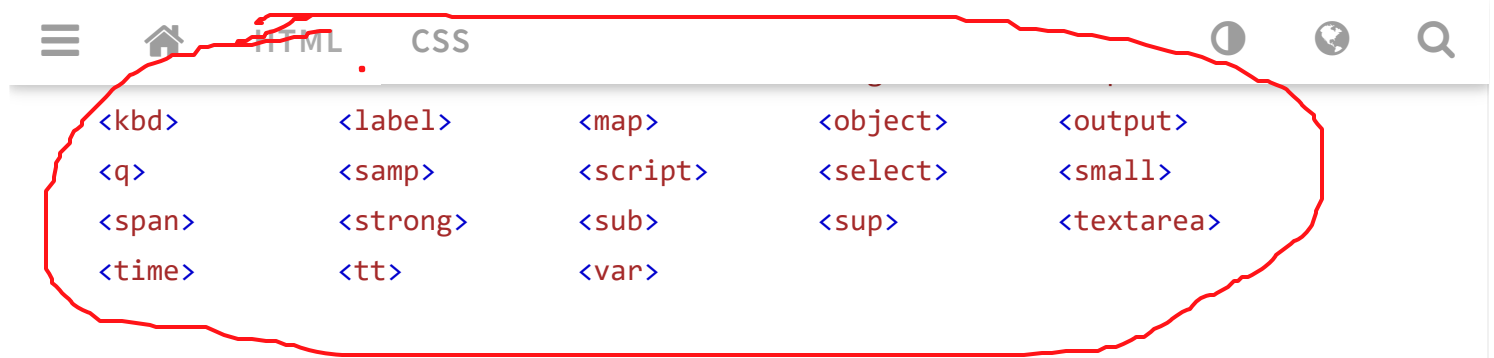 HTML CSS
<kbd> <label> <map> <object> <output>
<q> <samp> <script> <select> <small>
<span> <strong> <sub> <sup> <textarea>
<time> <tt> <var>